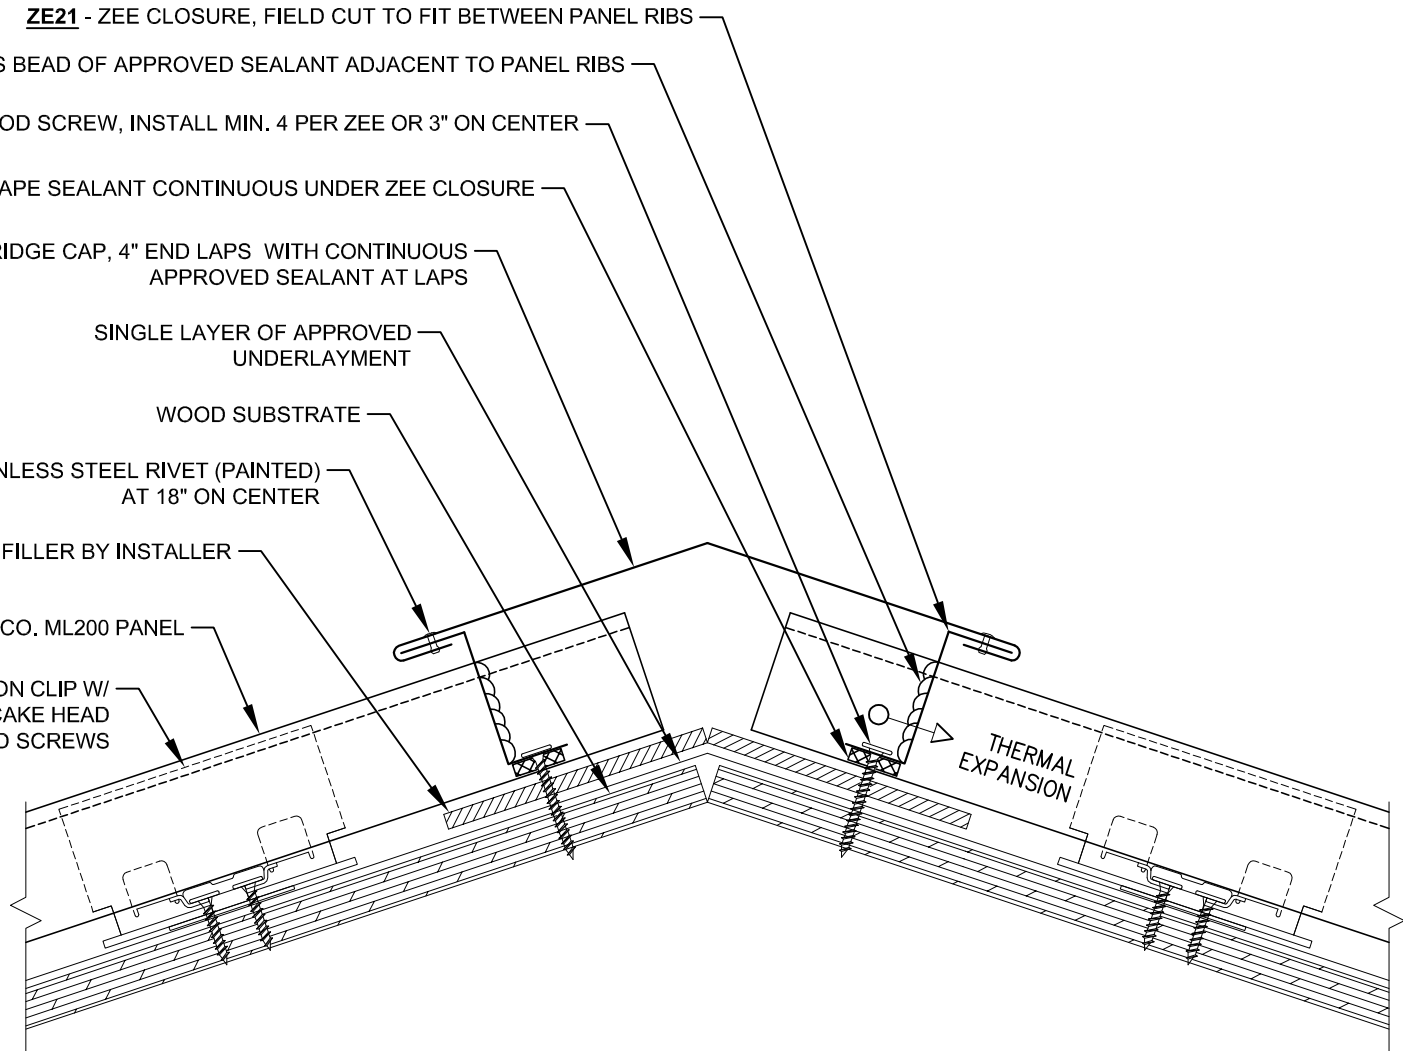 ZE21 - ZEE CLOSURE, FIELD CUT TO FIT BETWEEN PANEL RIBS
S BEAD OF APPROVED SEALANT ADJACENT TO PANEL RIBS
OD SCREW, INSTALL MIN. 4 PER ZEE OR 3" ON CENTER
APE SEALANT CONTINUOUS UNDER ZEE CLOSURE
RIDGE CAP, 4" END LAPS WITH CONTINUOUS
APPROVED SEALANT AT LAPS
SINGLE LAYER OF APPROVED
UNDERLAYMENT
WOOD SUBSTRATE
NLESS STEEL RIVET (PAINTED)
AT 18" ON CENTER
FILLER BY INSTALLER
CO. ML200 PANEL
ON CLIP W/
CAKE HEAD
D SCREWS
THERMAL
EXPANSION